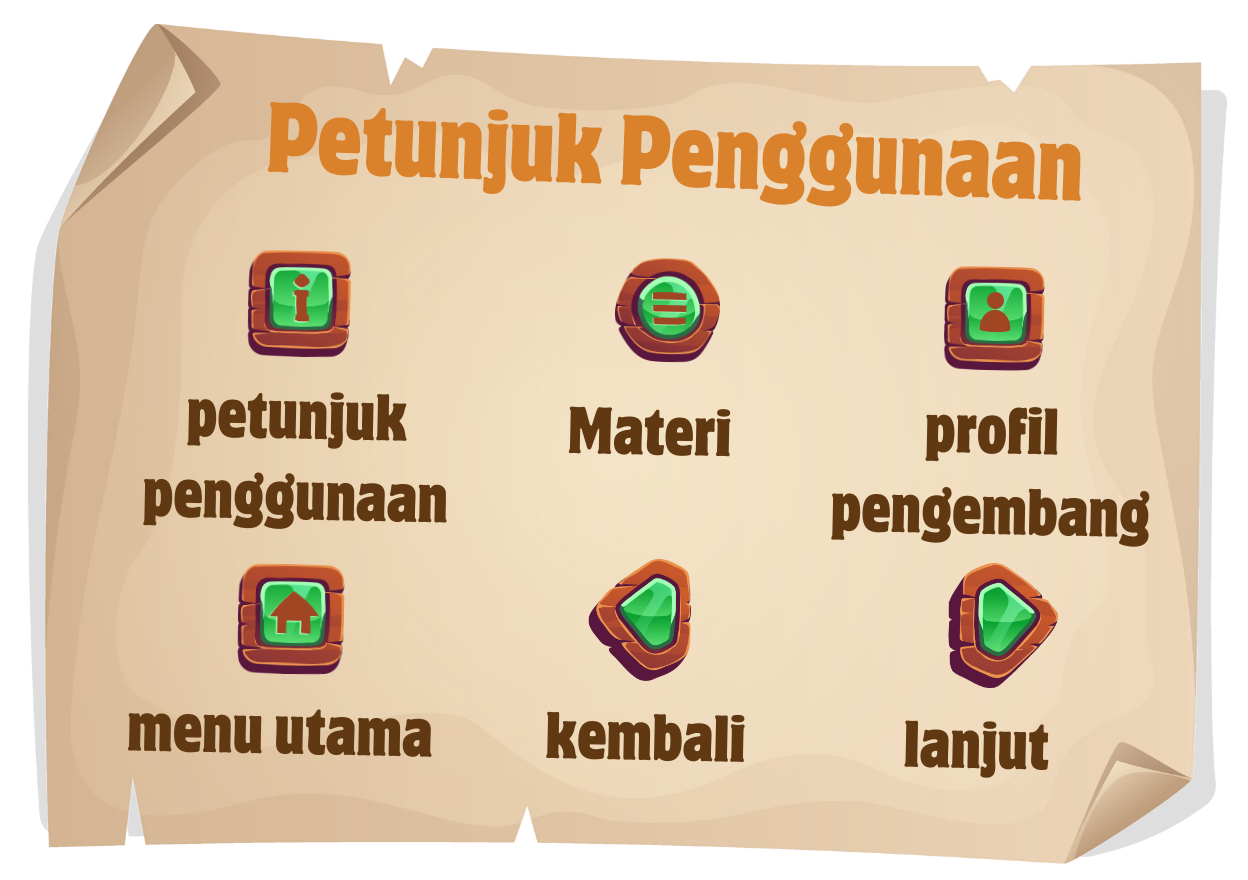 Petunjuk Penggunaan
petunjuk
penggunaan
Materi
profil
pengembang
menu utama
kembali
lanjut